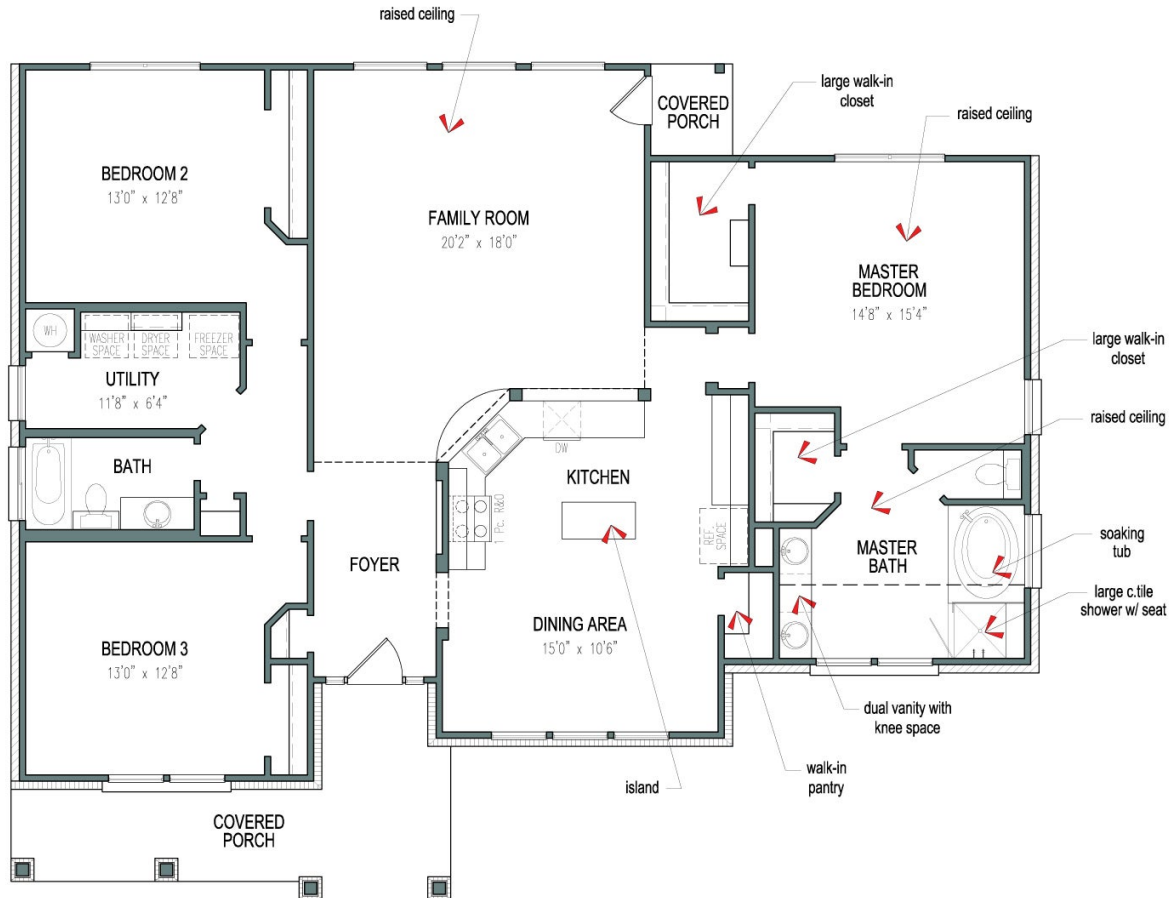 raised ceiling
large walk-in
closet
raised ceiling
COVERED
PORCH
BEDROOM 2
13'0" x 12'8"
FAMILY ROOM
20'2" x 18'0"
MASTER
BEDROOM
14'8" x 15'4"
WH
WASHER
SPACE
DRYER
SPACE
FREEZER
SPACE
UTILITY
11'8" x 6'4"
large walk-in
closet
raised ceiling
BATH
DW
KITCHEN
1 Pc. R&O
REF.
SPACE
FOYER
MASTER
BATH
soaking
tub
large c.tile
shower w/ seat
DINING AREA
15'0" x 10'6"
BEDROOM 3
13'0" x 12'8"
dual vanity with
knee space
walk-in
pantry
island
COVERED
PORCH